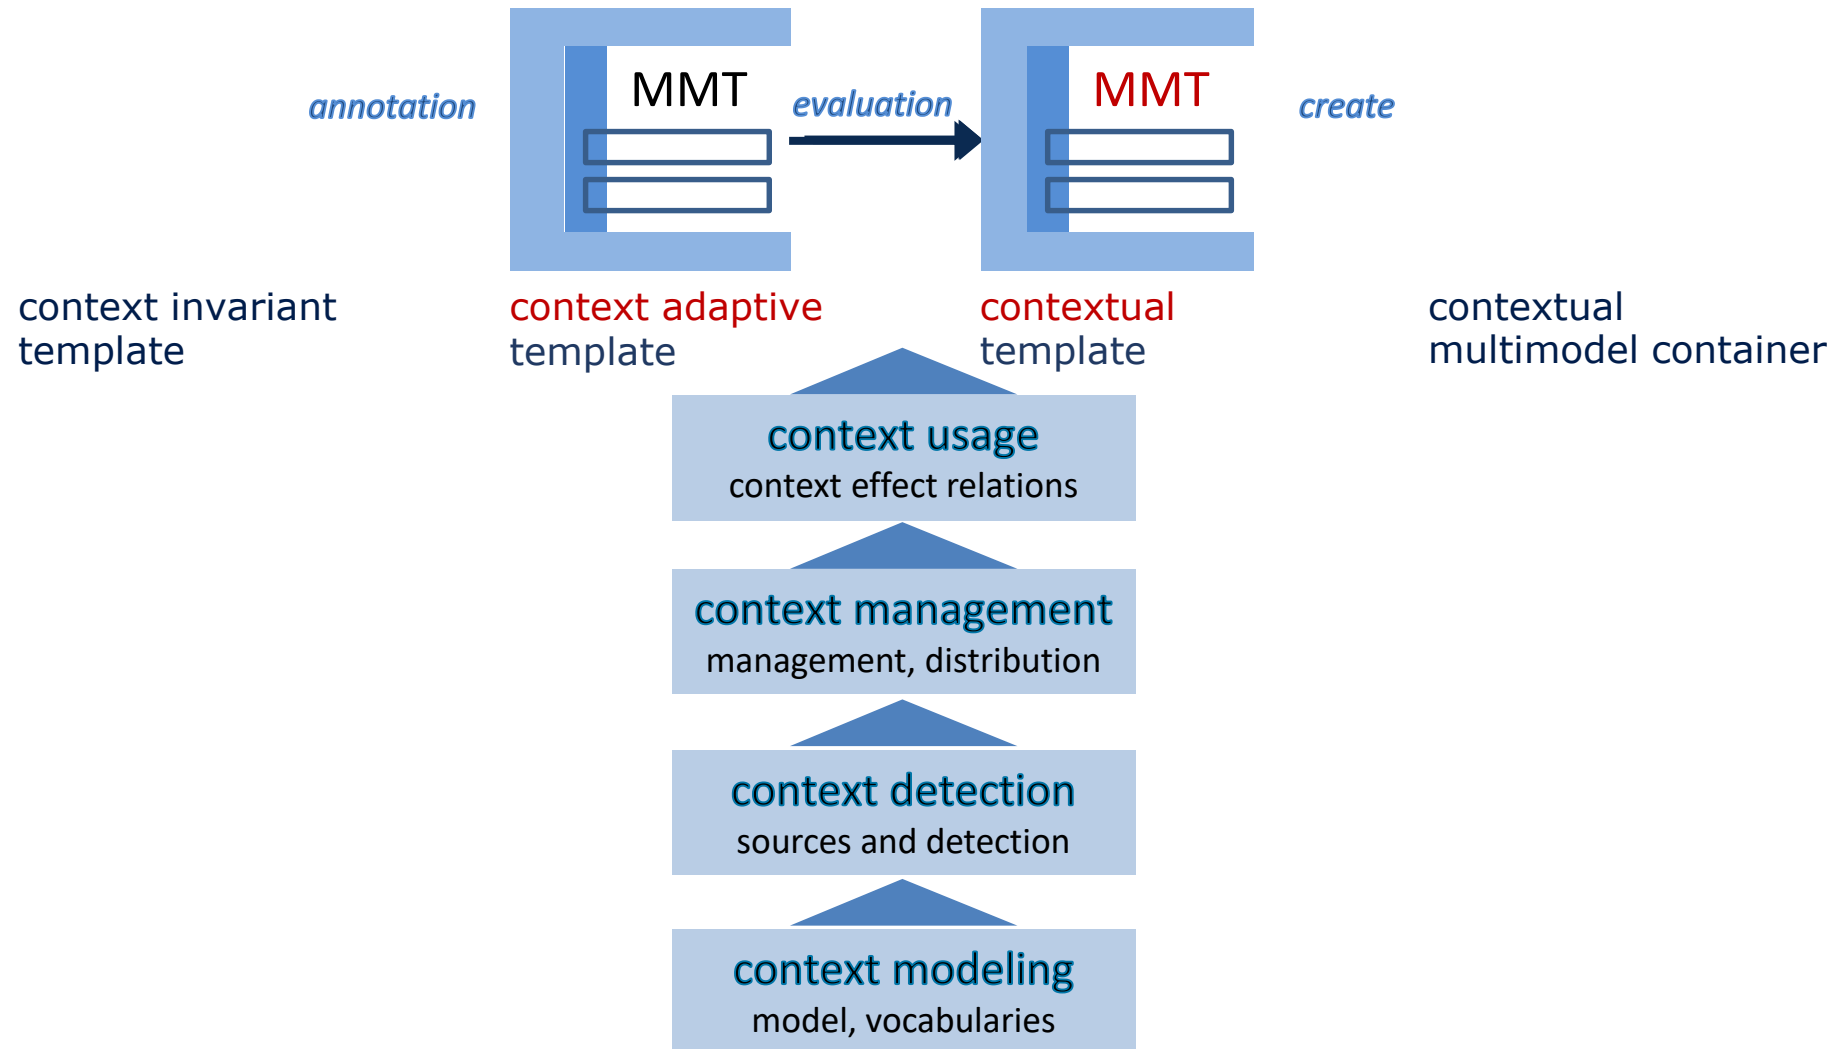 MMT
MMT
annotation
evaluation
create
context invariant
template
context adaptive
template
contextual
template
contextual
multimodel container
context usage
context effect relations
context management
management, distribution
context detection
sources and detection
context modeling
model, vocabularies